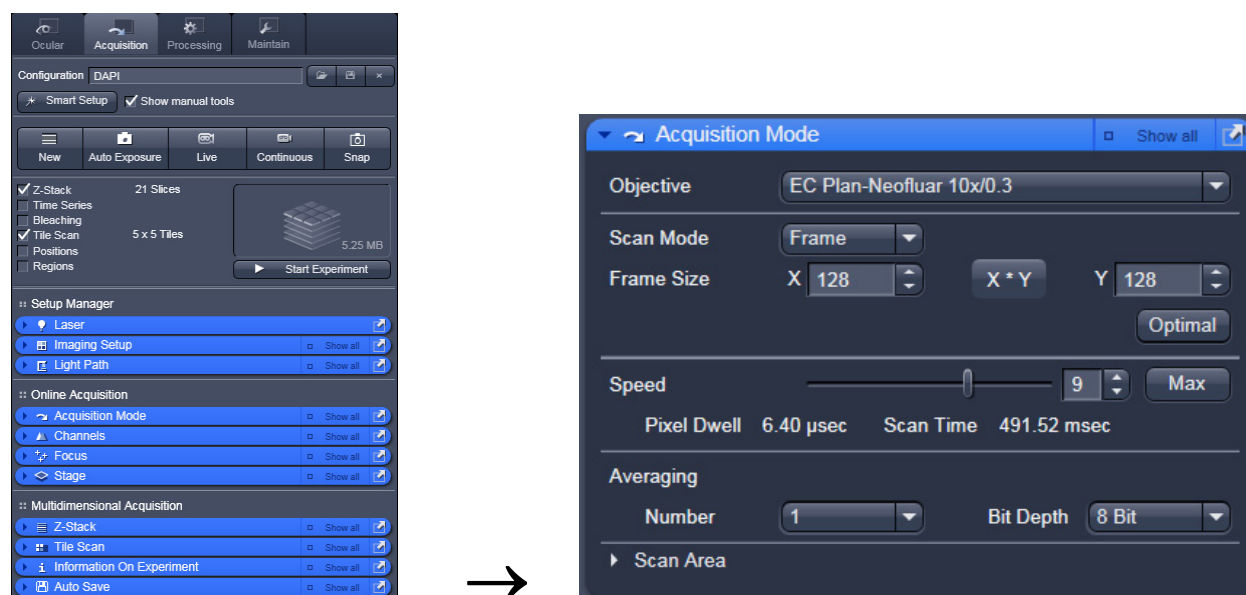 Ocular Acquisition Processing Maintain
Configuration DAPI
Smart Setup Show manual tools
New Auto Exposure Live Continuous Snap
Z-Stack 21 Slices
Time Series
Bleaching
Tile Scan 5 x 5 Tiles
Positions 5.25 MB
Regions Start Experiment
Setup Manager
Laser
Imaging Setup Show all
Light Path Show all
Online Acquisition
Acquisition Mode Show all
Channels Show all
Focus Show all
Stage Show all
Multidimensional Acquisition
Z-Stack Show all
Tile Scan Show all
Information On Experiment Show all
Auto Save Show all
→
Acquisition Mode Show all
Objective EC Plan-Neofluar 10x/0.3
Scan Mode Frame
Frame Size X 128 X * Y Y 128
Optimal
Speed 9 Max
Pixel Dwell 6.40 µsec Scan Time 491.52 msec
Averaging
Number 1 Bit Depth 8 Bit
Scan Area